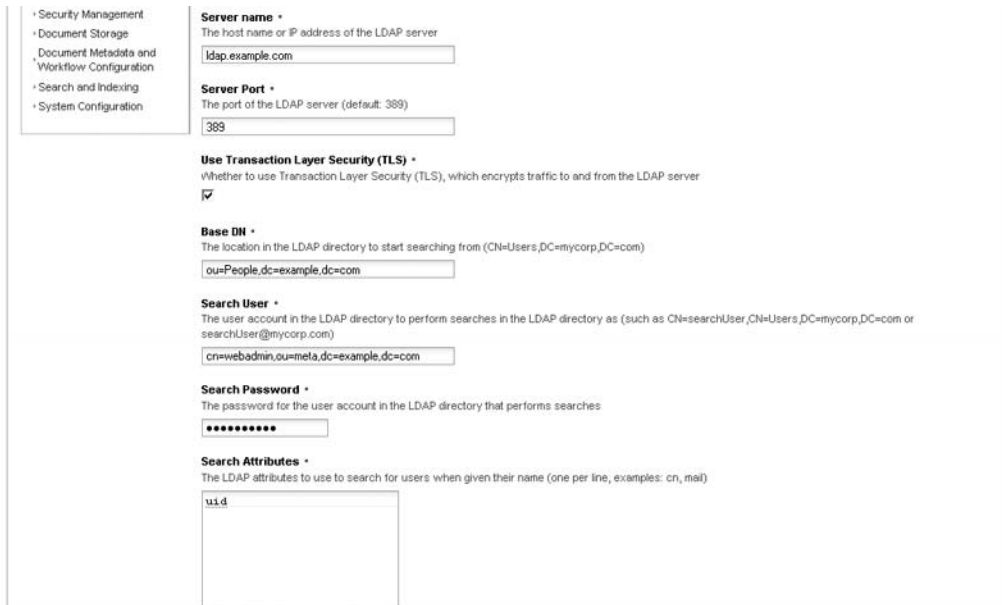 Security Management
Document Storage
Document Metadata and
Workflow Configuration
Search and Indexing
System Configuration
Server name •
The host name or IP address of the LDAP server
ldap.example.com
Server Port •
The port of the LDAP server (default: 389)
389
Use Transaction Layer Security (TLS) •
Whether to use Transaction Layer Security (TLS), which encrypts traffic to and from the LDAP server
Base DN •
The location in the LDAP directory to start searching from (CN=Users,DC=mycorp,DC=com)
ou=People,dc=example,dc=com
Search User •
The user account in the LDAP directory to perform searches in the LDAP directory as (such as CN=searchUser,CN=Users,DC=mycorp,DC=com or
searchUser@mycorp.com)
cn=webadmin,ou=meta,dc=example,dc=com
Search Password •
The password for the user account in the LDAP directory that performs searches
●●●●●●●●●●
Search Attributes •
The LDAP attributes to use to search for users when given their name (one per line, examples: cn, mail)
uid